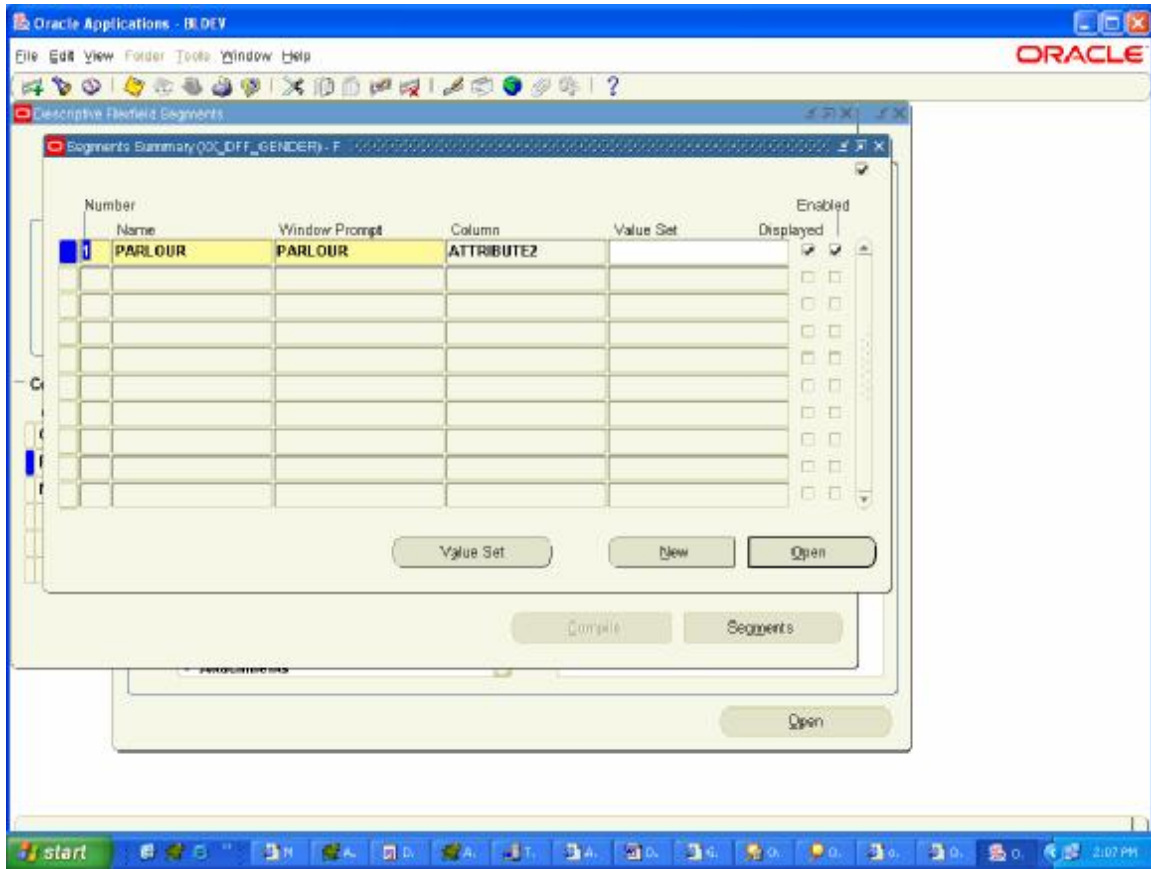 Oracle Applications - BLDEV
File Edit View Folder Tools Window Help
ORACLE
Descriptive Flexfield Segments
Segments Summary (XX_DFF_GENDER) - F
Number
Enabled
Name Window Prompt Column Value Set Displayed
1 PARLOUR PARLOUR ATTRIBUTE2
Value Set New Open
Compile Segments
Open
start
2:07 PM